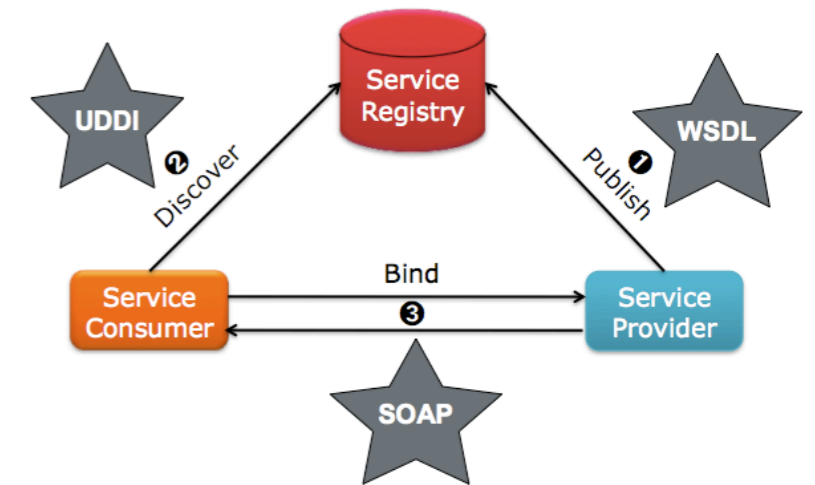 Service
Registry
UDDI
WSDL
❷
Discover
❶
Publish
Bind
❸
Service
Consumer
Service
Provider
SOAP